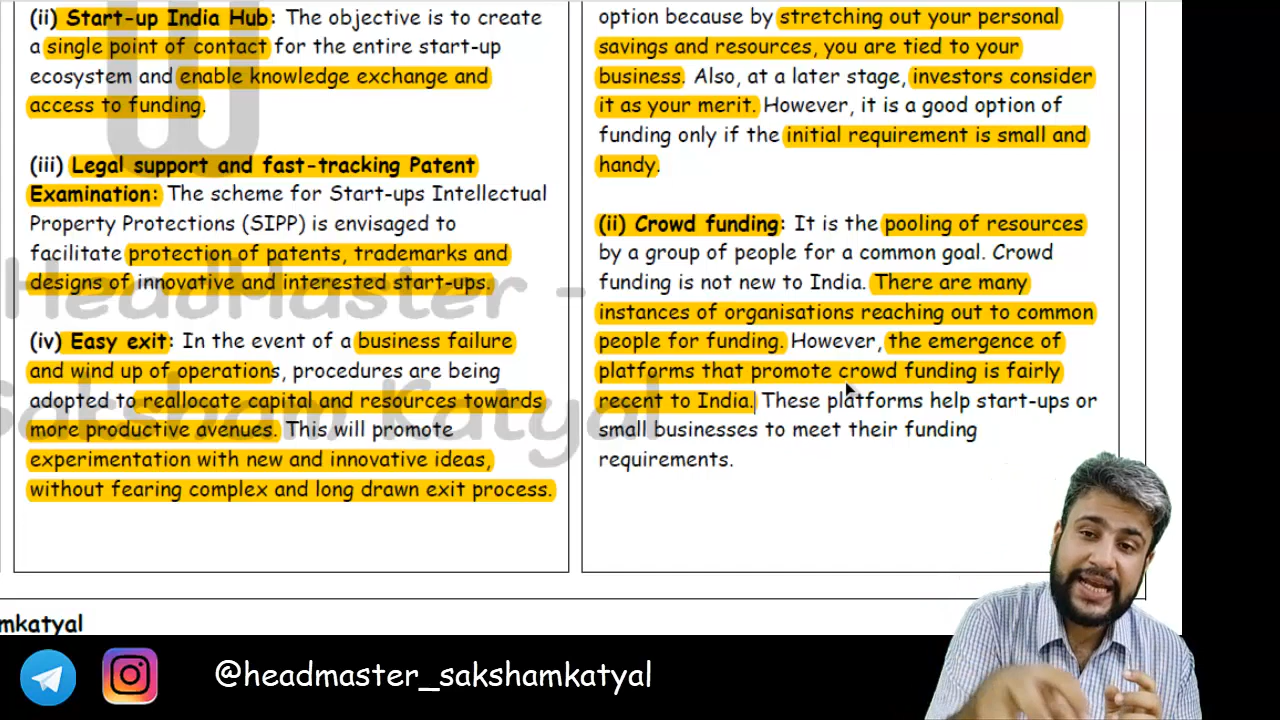 (ii) Start-up India Hub: The objective is to create
a single point of contact for the entire start-up
ecosystem and enable knowledge exchange and
access to funding.
(iii) Legal support and fast-tracking Patent
Examination: The scheme for Start-ups Intellectual
Property Protections (SIPP) is envisaged to
facilitate protection of patents, trademarks and
designs of innovative and interested start-ups.
(iv) Easy exit: In the event of a business failure
and wind up of operations, procedures are being
adopted to reallocate capital and resources towards
more productive avenues. This will promote
experimentation with new and innovative ideas,
without fearing complex and long drawn exit process.
option because by stretching out your personal
savings and resources, you are tied to your
business. Also, at a later stage, investors consider
it as your merit. However, it is a good option of
funding only if the initial requirement is small and
handy.
(ii) Crowd funding: It is the pooling of resources
by a group of people for a common goal. Crowd
funding is not new to India. There are many
instances of organisations reaching out to common
people for funding. However, the emergence of
platforms that promote crowd funding is fairly
recent to India. These platforms help start-ups or
small businesses to meet their funding
requirements.
HeadMaster -
Saksham Katyal
mkatyal
@headmaster_sakshamkatyal